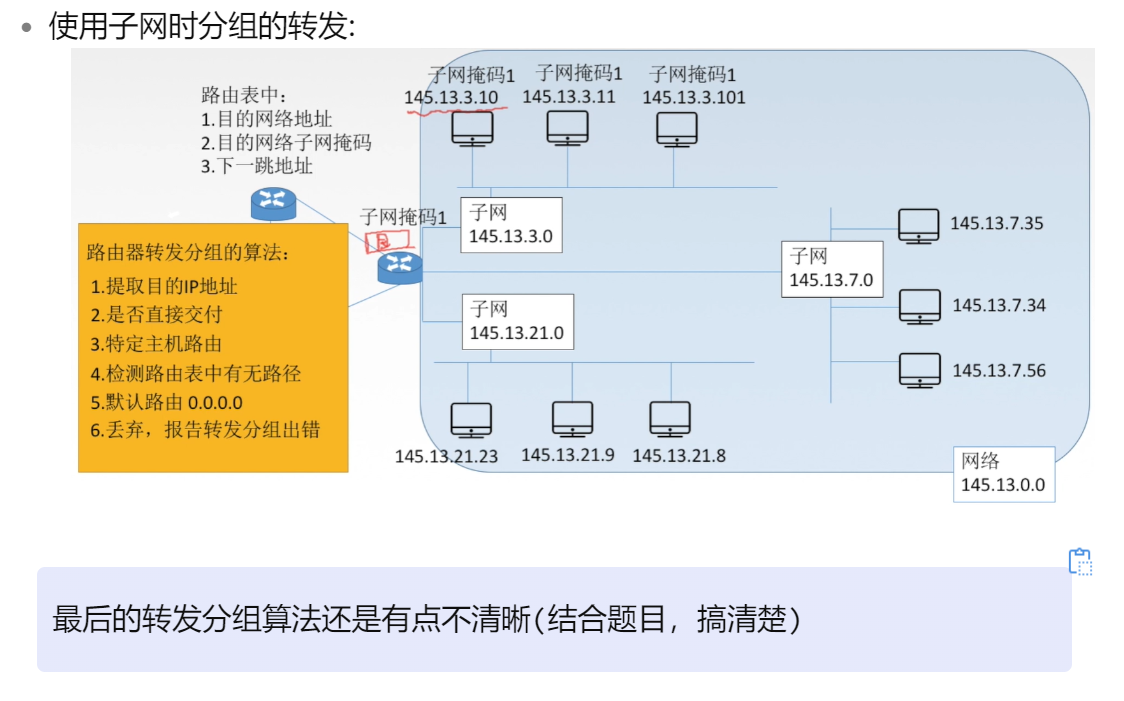 使用子网时分组的转发:
子网掩码1 子网掩码1 子网掩码1
145.13.3.10 145.13.3.11 145.13.3.101
路由表中:
1.目的网络地址
2.目的网络子网掩码
3.下一跳地址
子网掩码1
子网
145.13.3.0
路由器转发分组的算法:
1.提取目的IP地址
2.是否直接交付
3.特定主机路由
4.检测路由表中有无路径
5.默认路由 0.0.0.0
6.丢弃，报告转发分组出错
子网
145.13.7.0
145.13.7.35
145.13.7.34
145.13.7.56
子网
145.13.21.0
145.13.21.23 145.13.21.9 145.13.21.8
网络
145.13.0.0
最后的转发分组算法还是有点不清晰(结合题目，搞清楚)